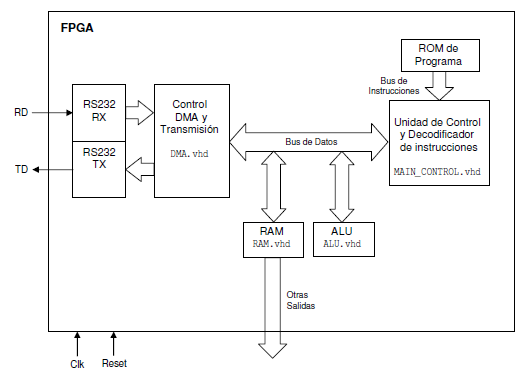 FPGA
ROM de
Programa
Bus de
Instrucciones
RS232
RX
Control
DMA y
Transmisión
DMA.vhd
RD
RS232
TX
TD
Bus de Datos
Unidad de Control
y Decodificador
de instrucciones
MAIN_CONTROL.vhd
RAM
RAM.vhd
ALU
ALU.vhd
Otras
Salidas
Clk
Reset